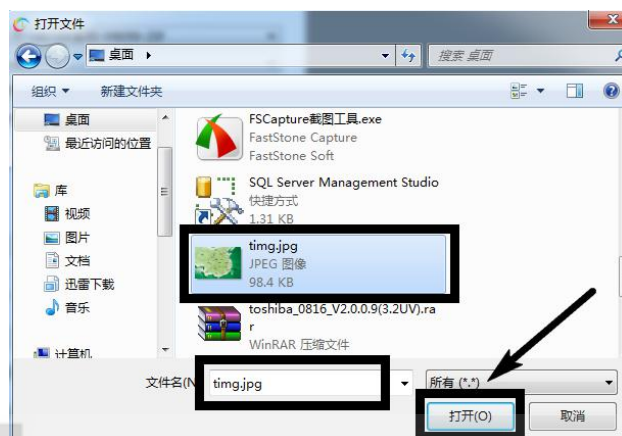 打开文件
桌面
搜索 桌面
组织 新建文件夹
桌面
最近访问的位置
库
视频
图片
文档
迅雷下载
音乐
计算机
FSCapture截图工具.exe
FastStone Capture
FastStone Soft
SQL Server Management Studio
快捷方式
1.31 KB
timg.jpg
JPEG 图像
98.4 KB
toshiba_0816_V2.0.0.9(3.2UV).ra
r
WinRAR 压缩文件
文件名(N timg.jpg 所有 (*.*)
打开(O) 取消